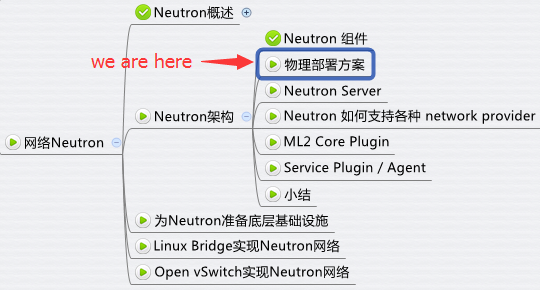 Neutron概述
Neutron 组件
we are here
物理部署方案
Neutron Server
Neutron架构
Neutron 如何支持各种 network provider
网络Neutron
ML2 Core Plugin
Service Plugin / Agent
小结
为Neutron准备底层基础设施
Linux Bridge实现Neutron网络
Open vSwitch实现Neutron网络